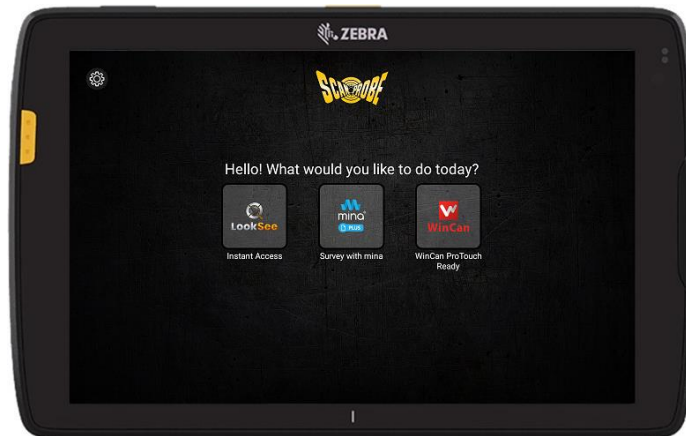 ZEBRA
SCANPROBE
Hello! What would you like to do today?
LookSee
mina
PLUS
WinCan
Instant Access
Survey with mina
WinCan ProTouch
Ready